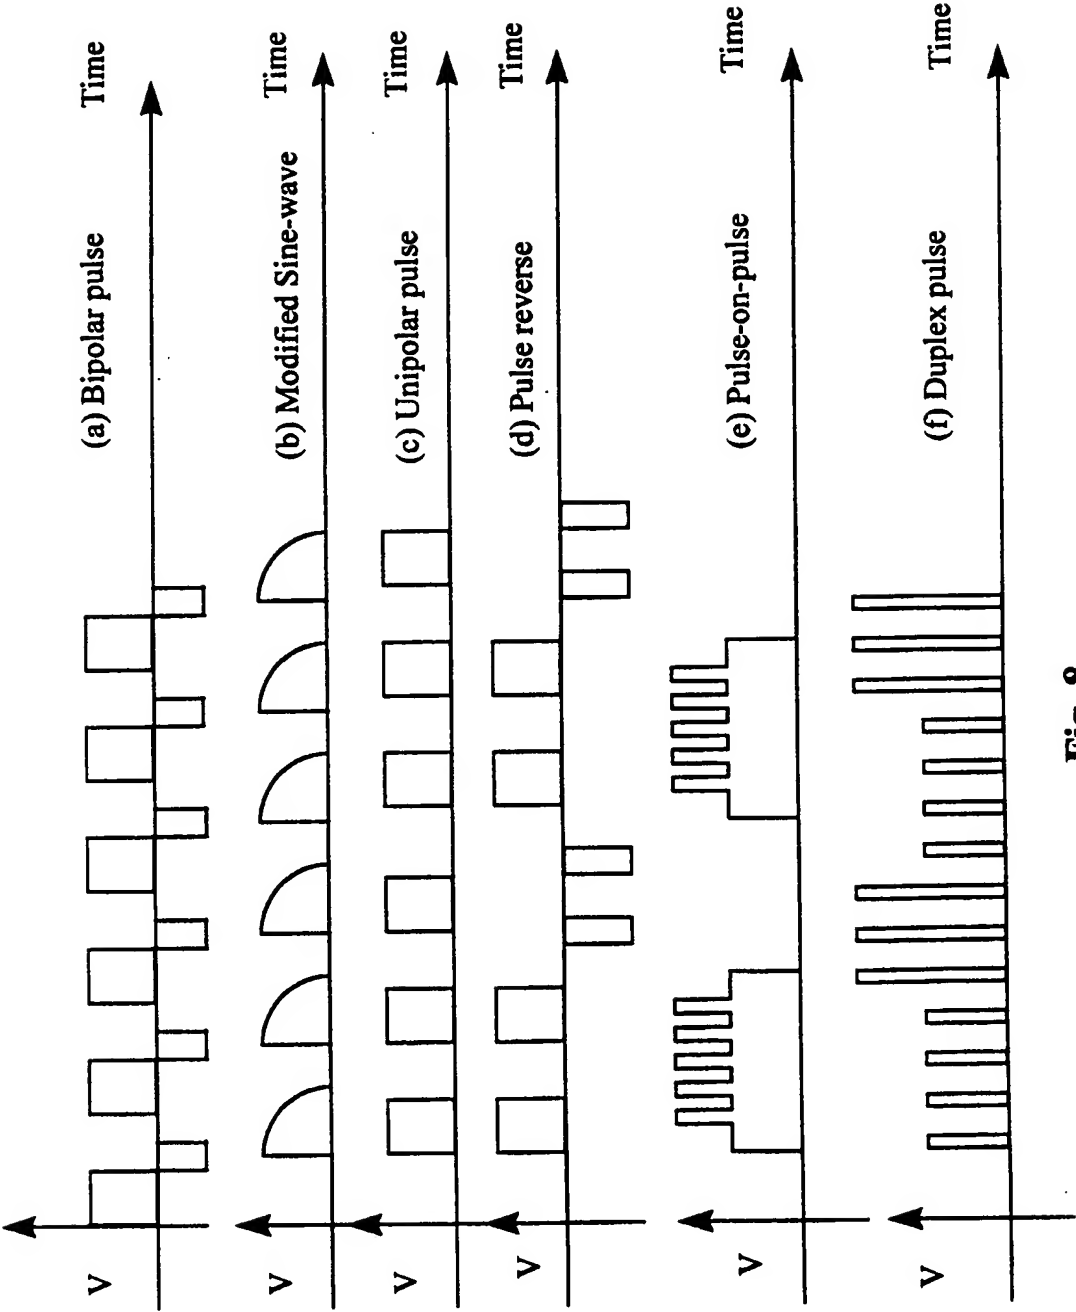 V
(a) Bipolar pulse
Time
V
(b) Modified Sine-wave
Time
V
(c) Unipolar pulse
Time
V
(d) Pulse reverse
Time
V
(e) Pulse-on-pulse
Time
V
(f) Duplex pulse
Time